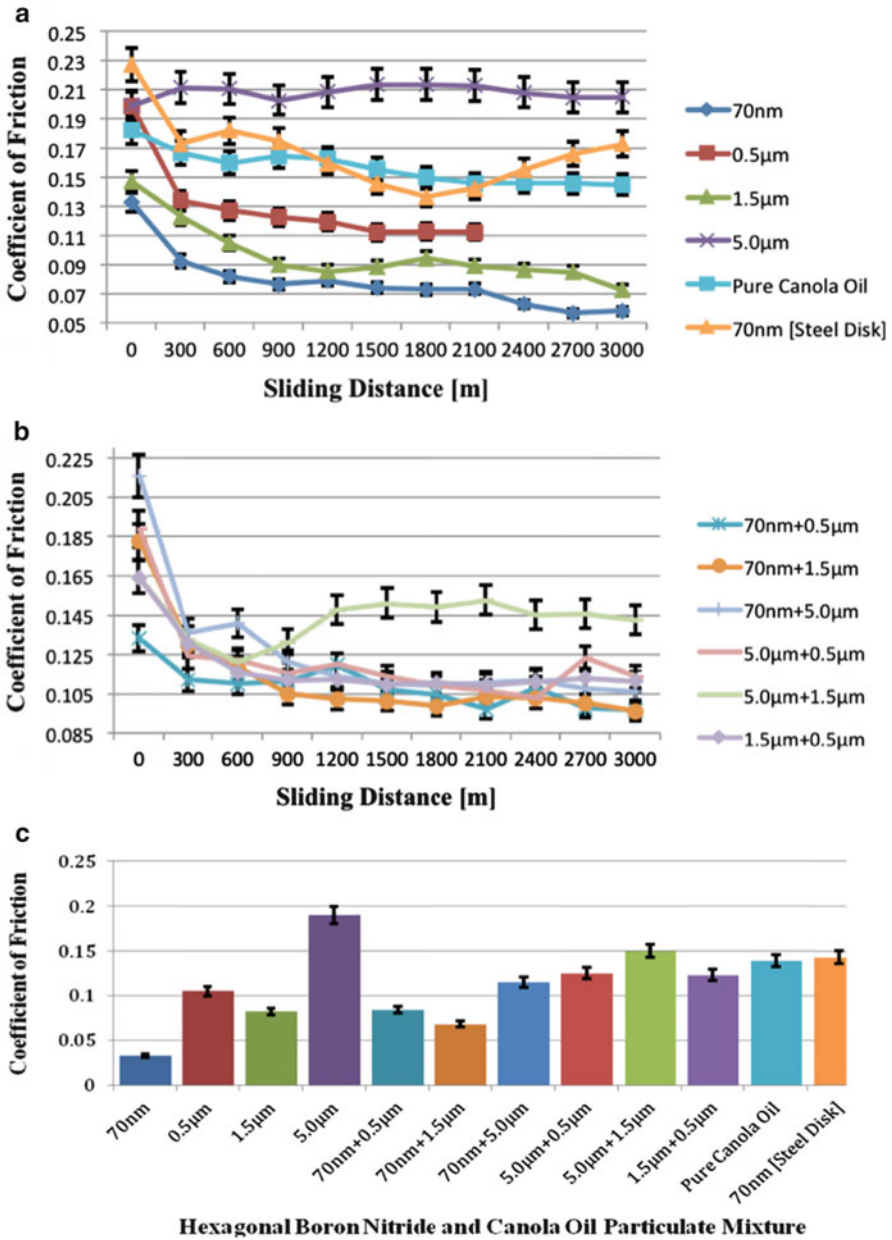 a
0.25
0.23
0.21
0.19
0.17
0.15
0.13
0.11
0.09
0.07
0.05
Coefficient of Friction
0 300 600 900 1200 1500 1800 2100 2400 2700 3000
Sliding Distance [m]
70nm
0.5µm
1.5µm
5.0µm
Pure Canola Oil
70nm [Steel Disk]
b
0.225
0.205
0.185
0.165
0.145
0.125
0.105
0.085
Coefficient of Friction
0 300 600 900 1200 1500 1800 2100 2400 2700 3000
Sliding Distance [m]
70nm+0.5µm
70nm+1.5µm
70nm+5.0µm
5.0µm+0.5µm
5.0µm+1.5µm
1.5µm+0.5µm
c
0.25
0.2
0.15
0.1
0.05
0
Coefficient of Friction
70nm
0.5µm
1.5µm
5.0µm
70nm+0.5µm
70nm+1.5µm
70nm+5.0µm
5.0µm+0.5µm
5.0µm+1.5µm
1.5µm+0.5µm
Pure Canola Oil
70nm [Steel Disk]
Hexagonal Boron Nitride and Canola Oil Particulate Mixture